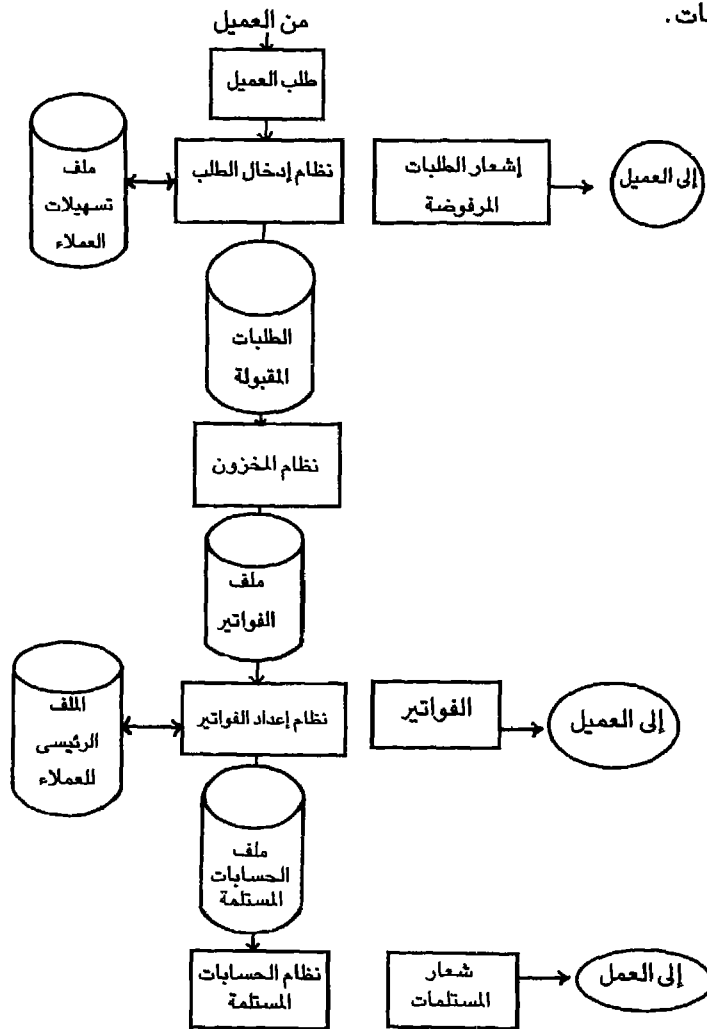 ات.
من العميل
طلب العميل
ملف
تسهيلات
العملاء
نظام إدخال الطلب
إشعار الطلبات
المرفوضة
إلى العميل
الطلبات
المقبولة
نظام المخزون
ملف
الفواتير
الملف
الرئيسى
للعملاء
نظام إعداد الفواتير
الفواتير
إلى العميل
ملف
الحسابات
المستلمة
نظام الحسابات
المستلمة
شعار
المستلمات
إلى العمل